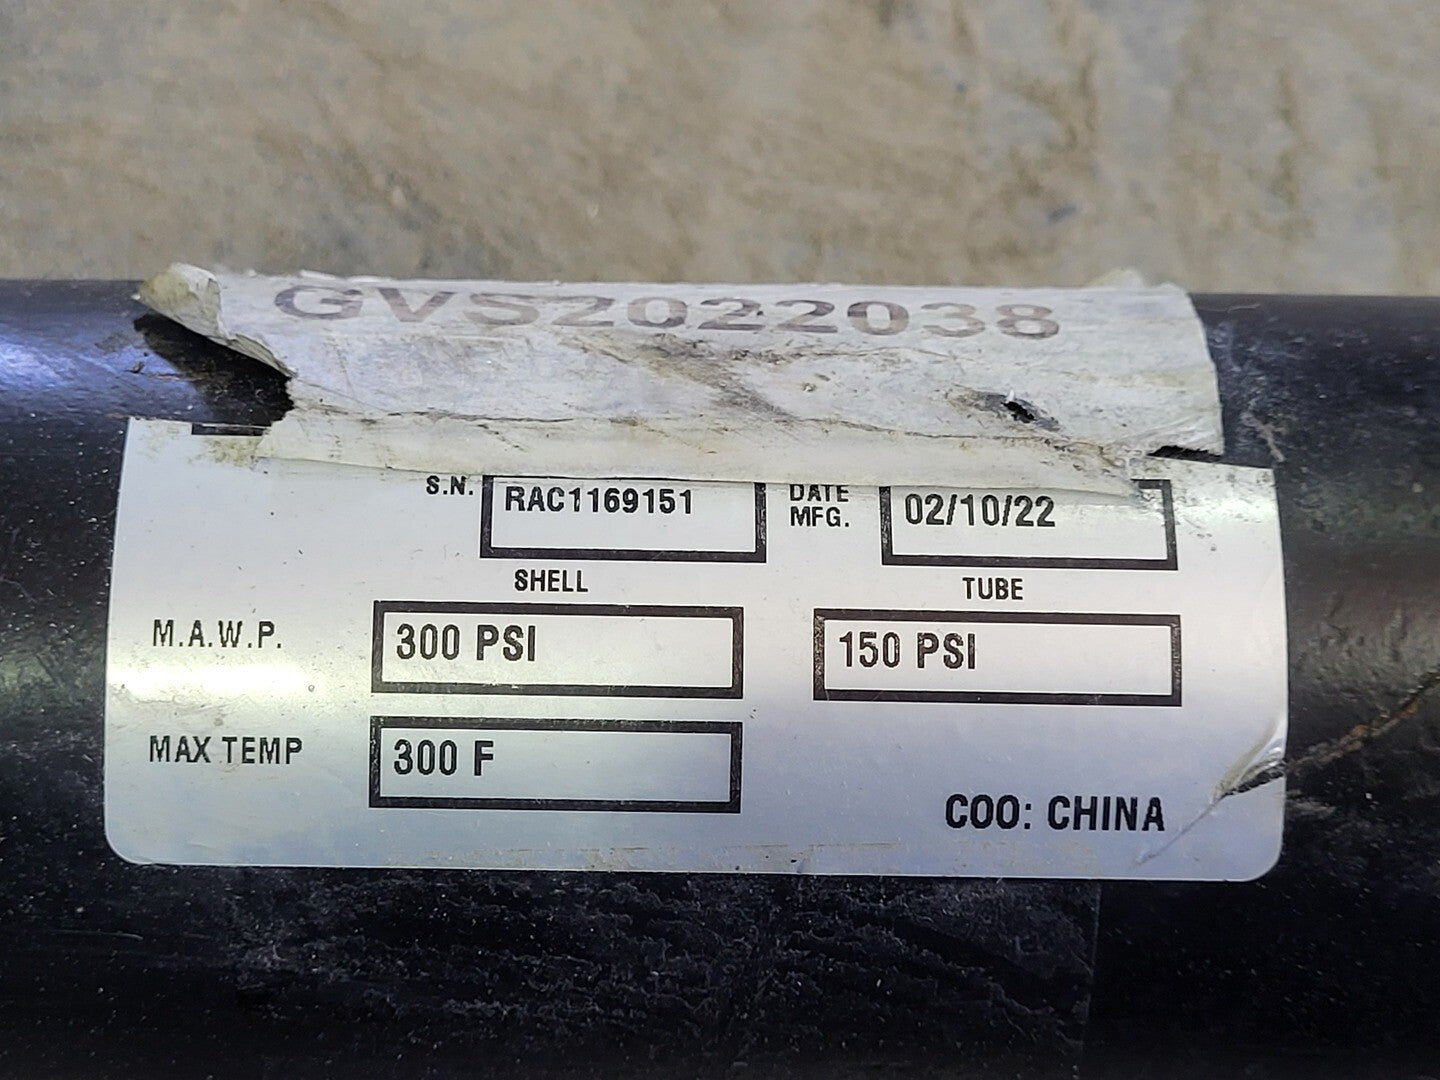 GVS2022038
S.N. RAC1169151 DATE MFG. 02/10/22
SHELL TUBE
M.A.W.P. 300 PSI 150 PSI
MAX TEMP 300 F
COO: CHINA